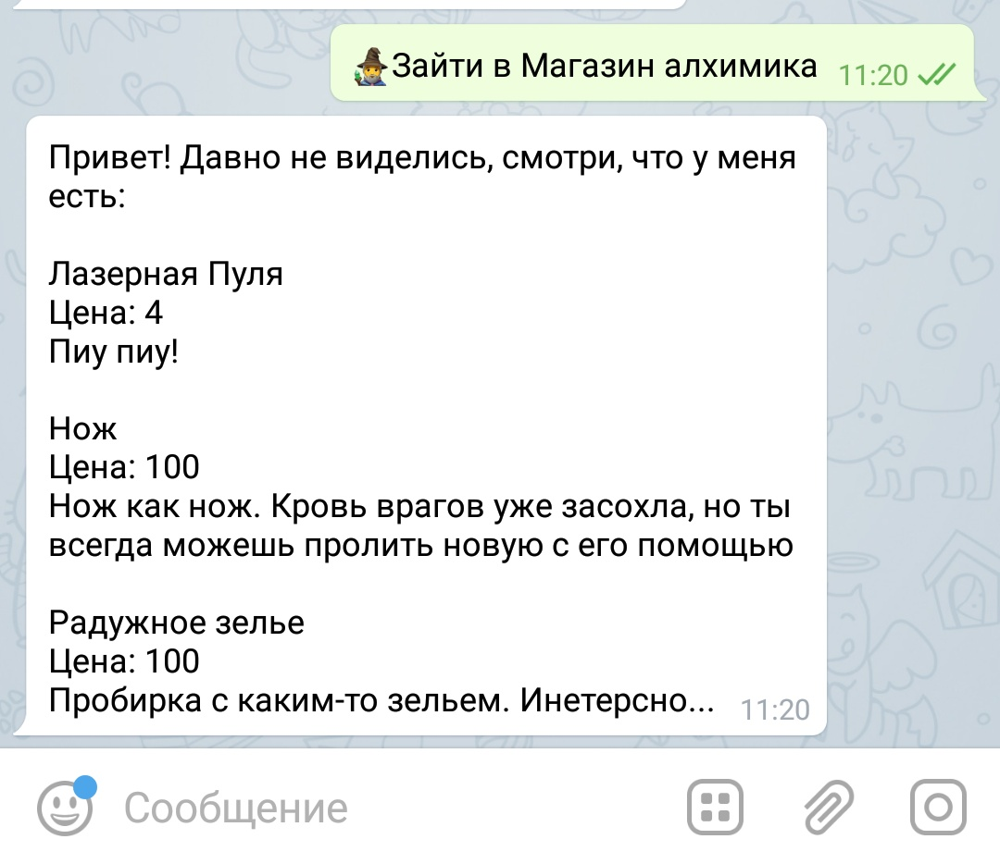 🧙‍♂️Зайти в Магазин алхимика 11:20
Привет! Давно не виделись, смотри, что у меня
есть:
Лазерная Пуля
Цена: 4
Пиу пиу!
Нож
Цена: 100
Нож как нож. Кровь врагов уже засохла, но ты
всегда можешь пролить новую с его помощью
Радужное зелье
Цена: 100
Пробирка с каким-то зельем. Инетерсно... 11:20
Сообщение